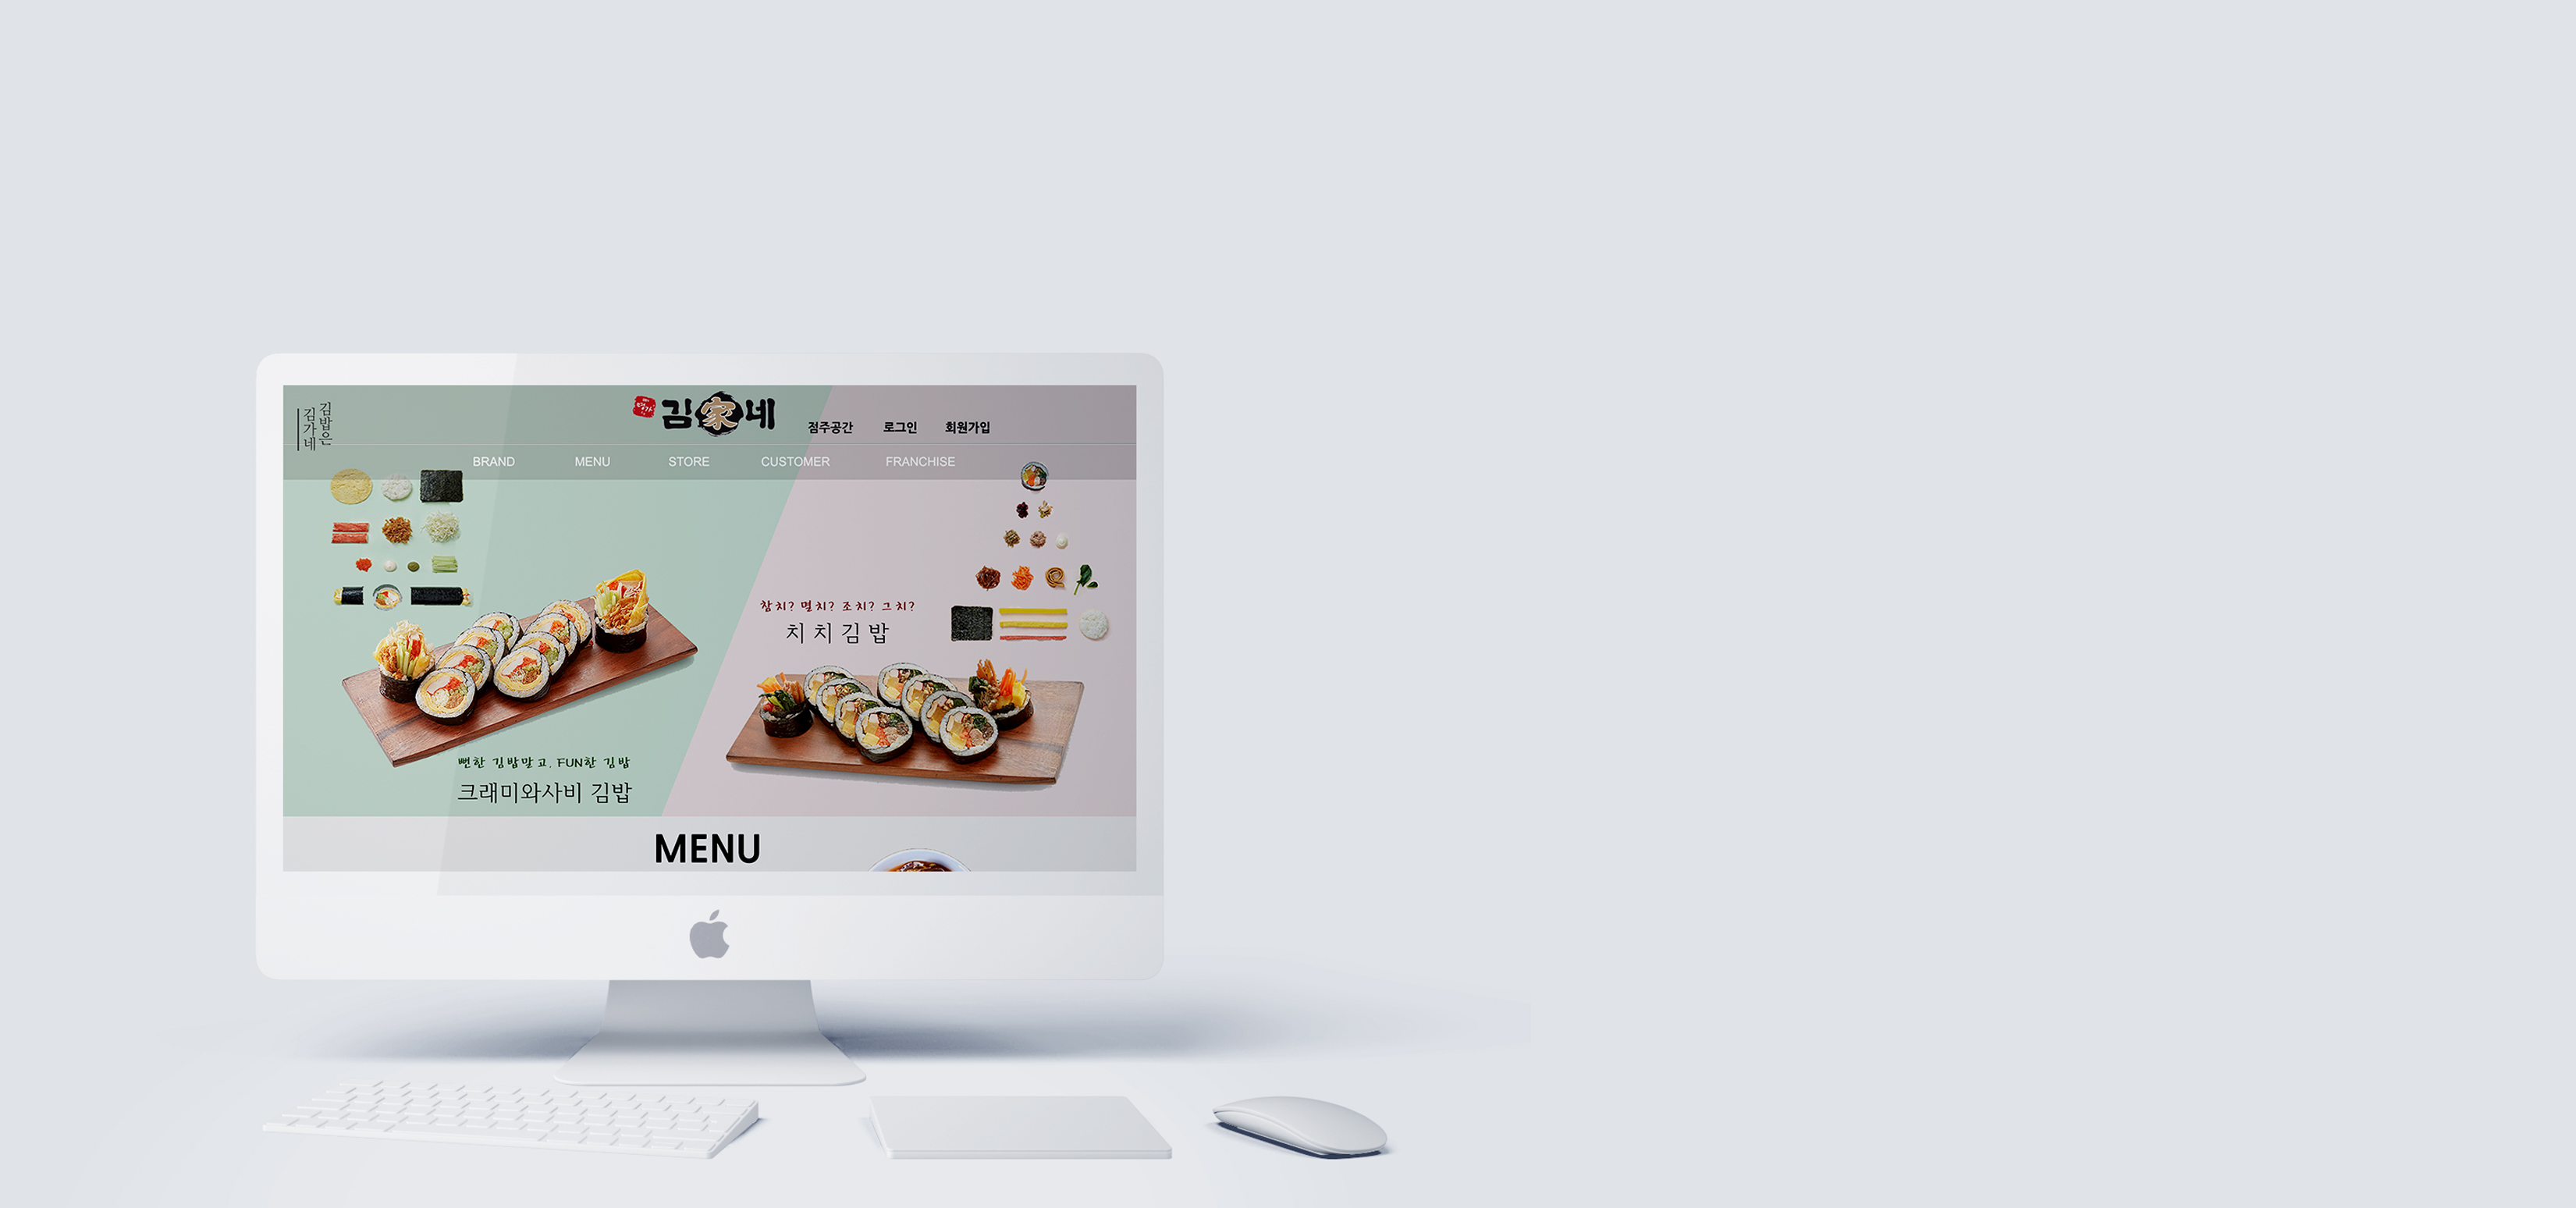 김밥은
김가네
김家네
점주공간 로그인 회원가입
BRAND MENU STORE CUSTOMER FRANCHISE
참치? 멸치? 조치? 그치?
치치김밥
뻔한 김밥말고, FUN한 김밥
크래미와사비 김밥
MENU